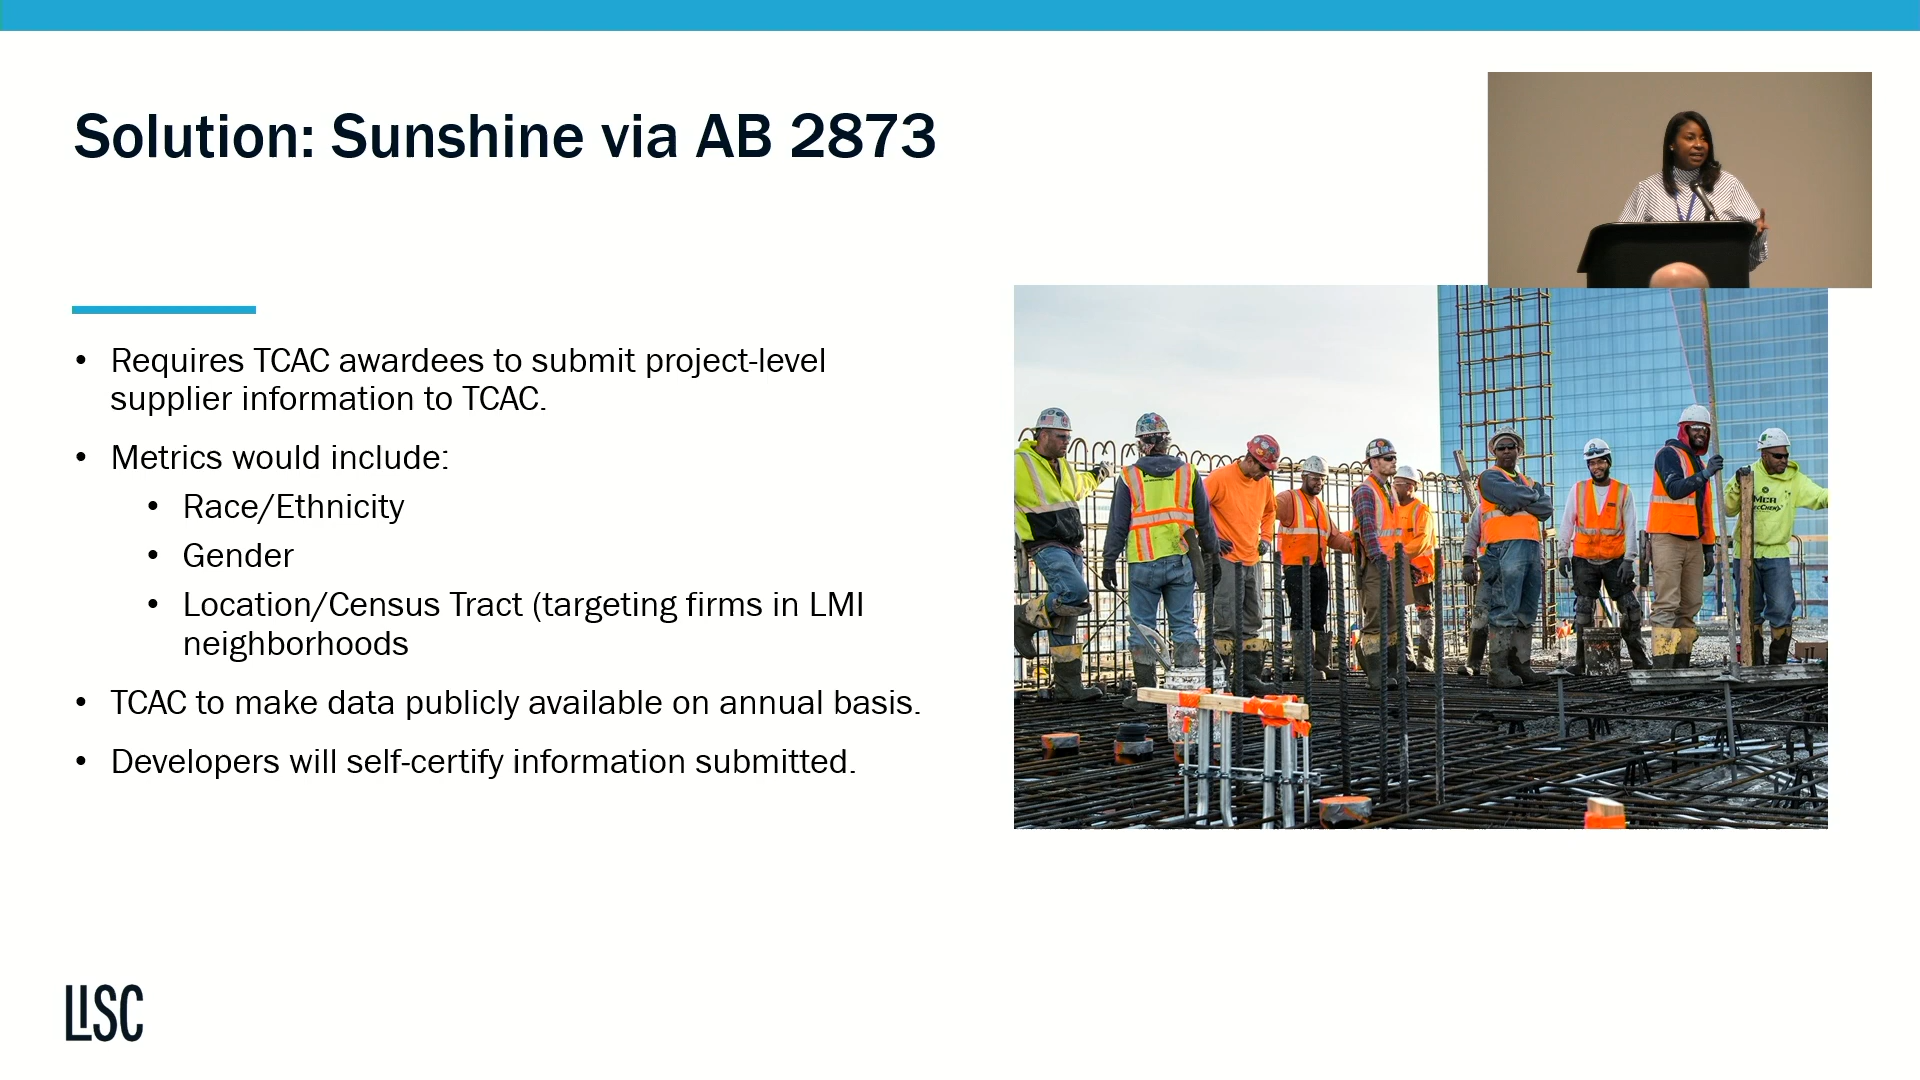 Solution: Sunshine via AB 2873
• Requires TCAC awardees to submit project-level
supplier information to TCAC.
• Metrics would include:
• Race/Ethnicity
• Gender
• Location/Census Tract (targeting firms in LMI
neighborhoods
• TCAC to make data publicly available on annual basis.
• Developers will self-certify information submitted.
LISC